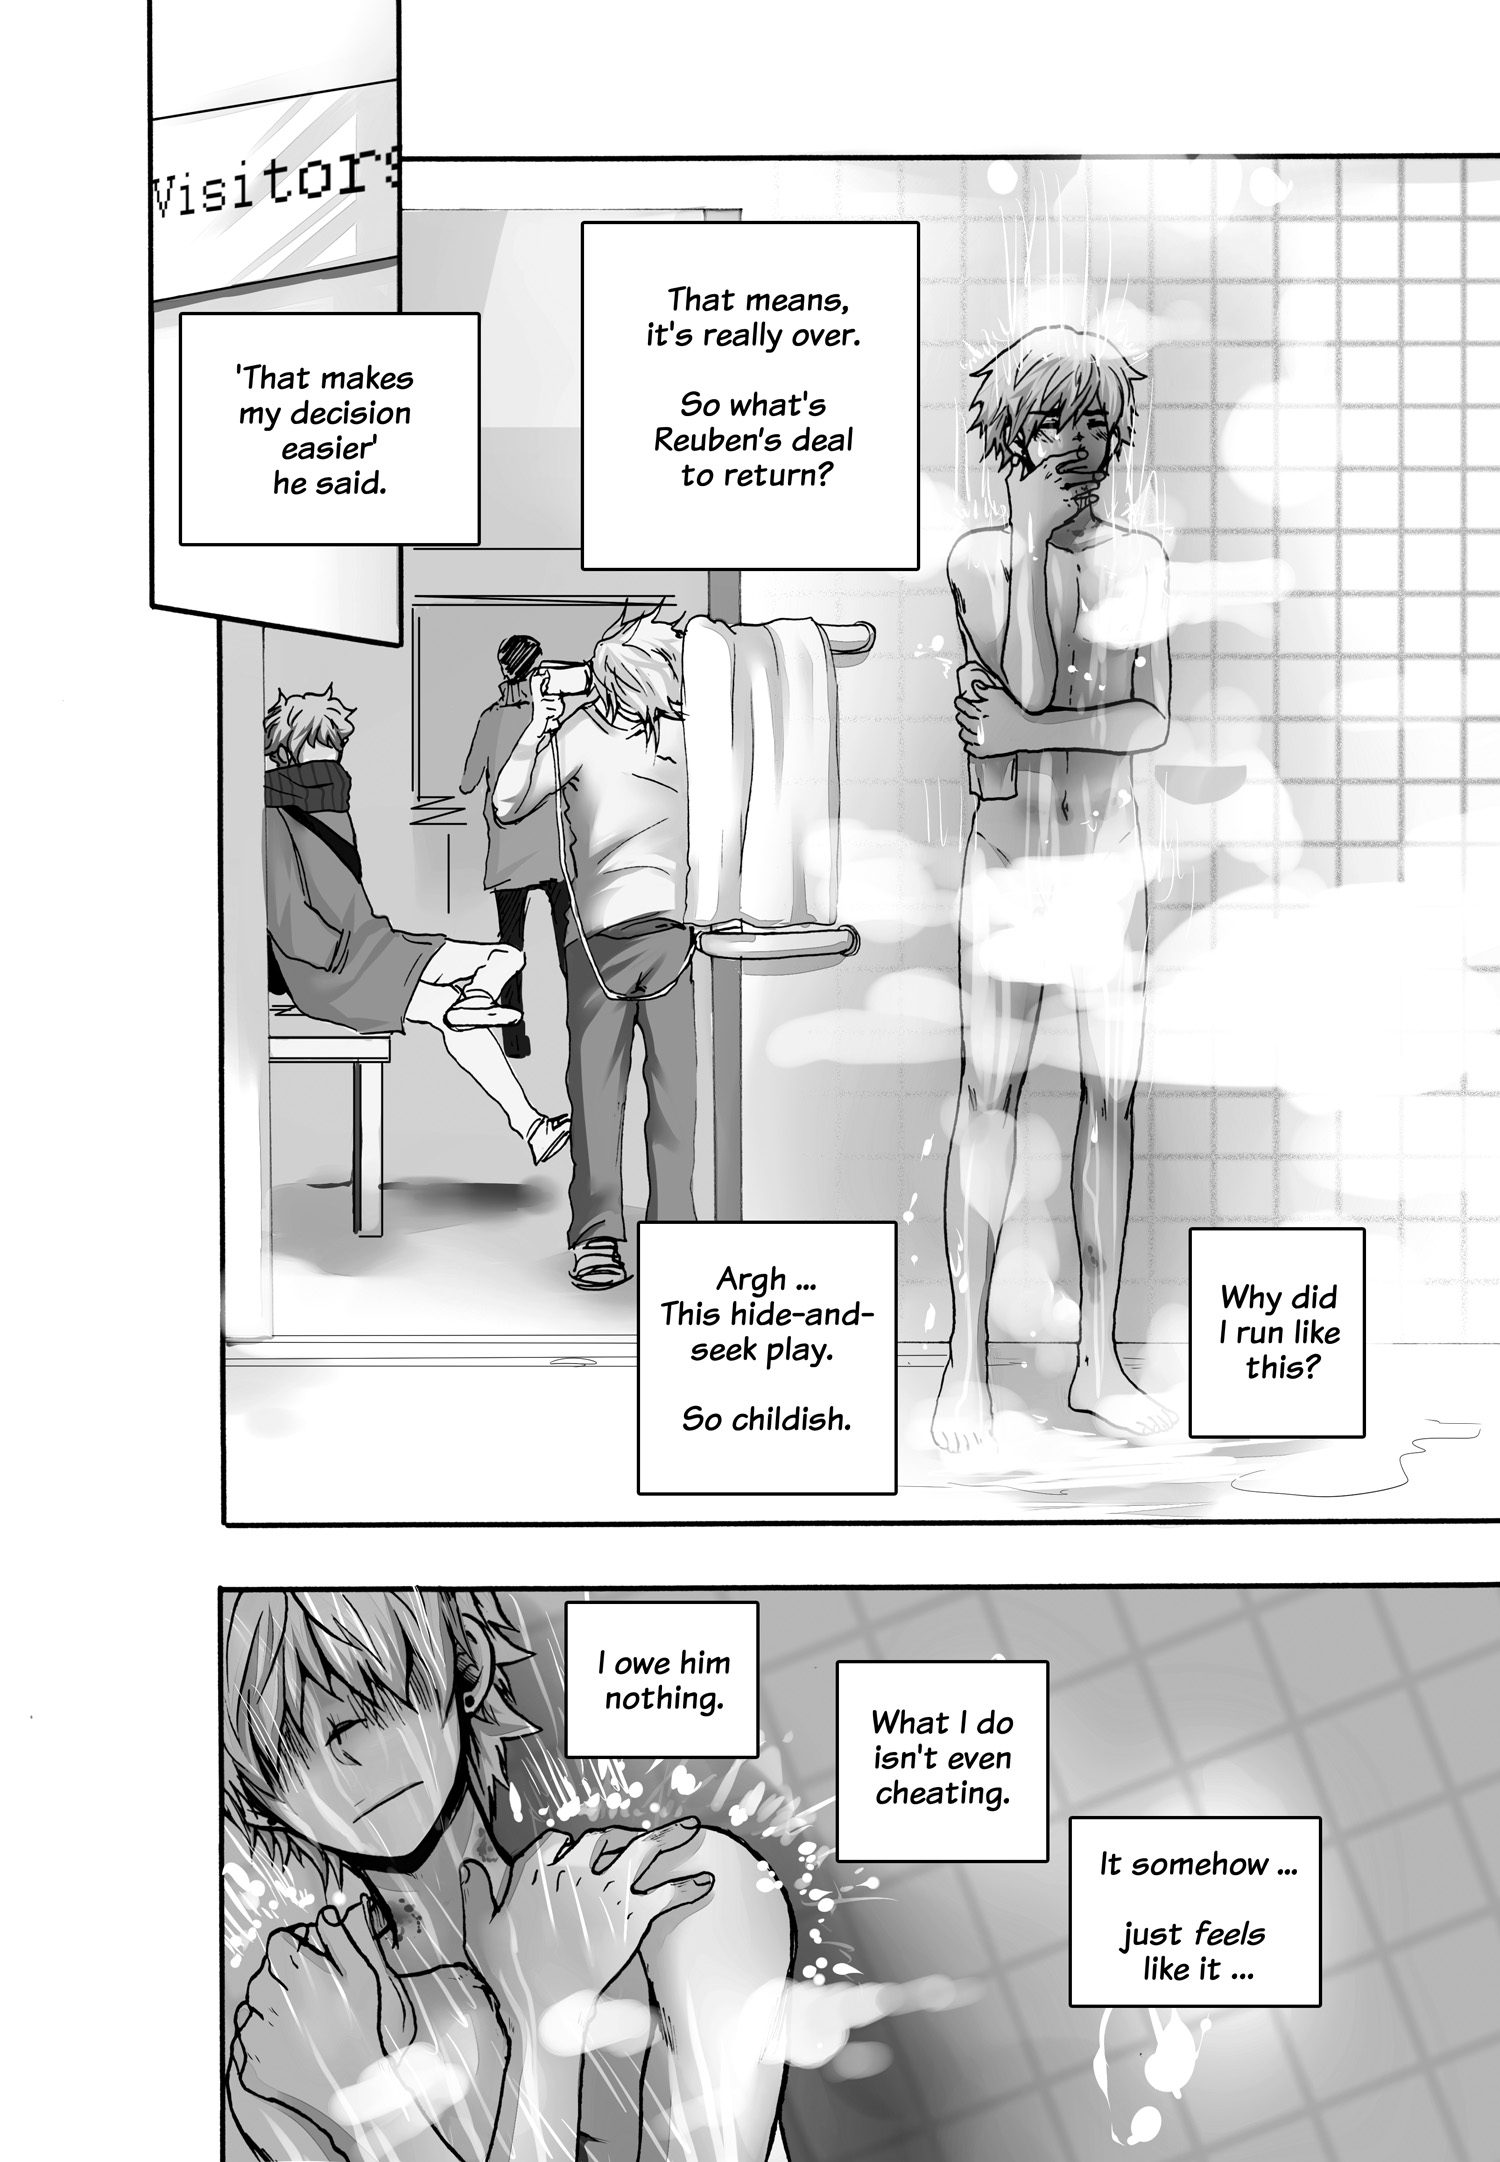 Visitors
'That makes
my decision
easier'
he said.
That means,
it's really over.
So what's
Reuben's deal
to return?
Argh ...
This hide-and-
seek play.
So childish.
Why did
I run like
this?
I owe him
nothing.
What I do
isn't even
cheating.
It somehow ...
just feels
like it ...